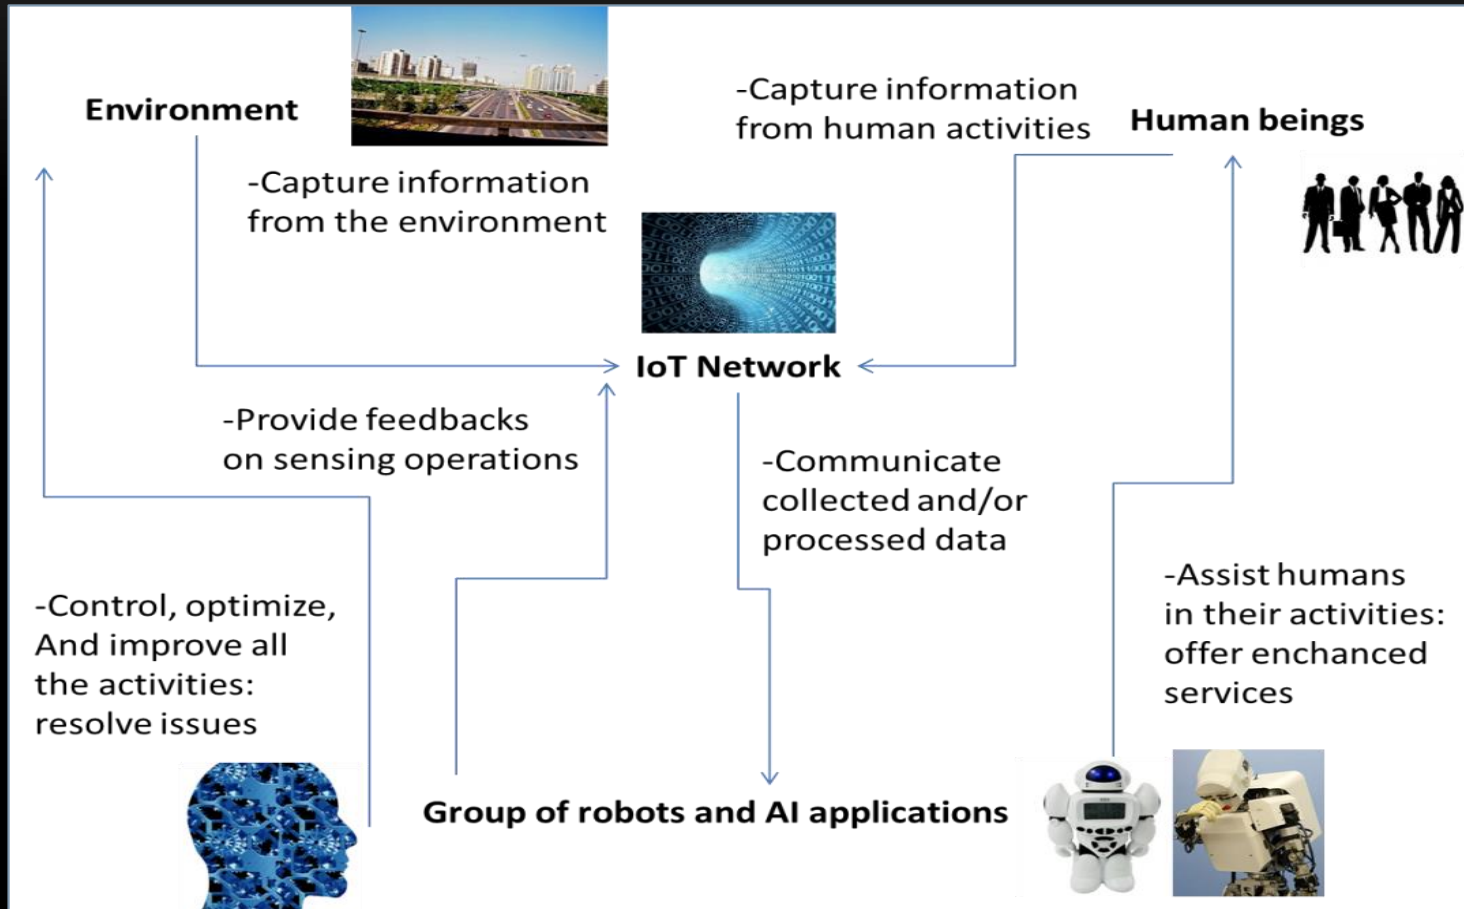 Environment
-Capture information
from the environment
-Capture information
from human activities
Human beings
IoT Network
-Provide feedbacks
on sensing operations
-Communicate
collected and/or
processed data
-Control, optimize,
And improve all
the activities:
resolve issues
-Assist humans
in their activities:
offer enchanced
services
Group of robots and AI applications